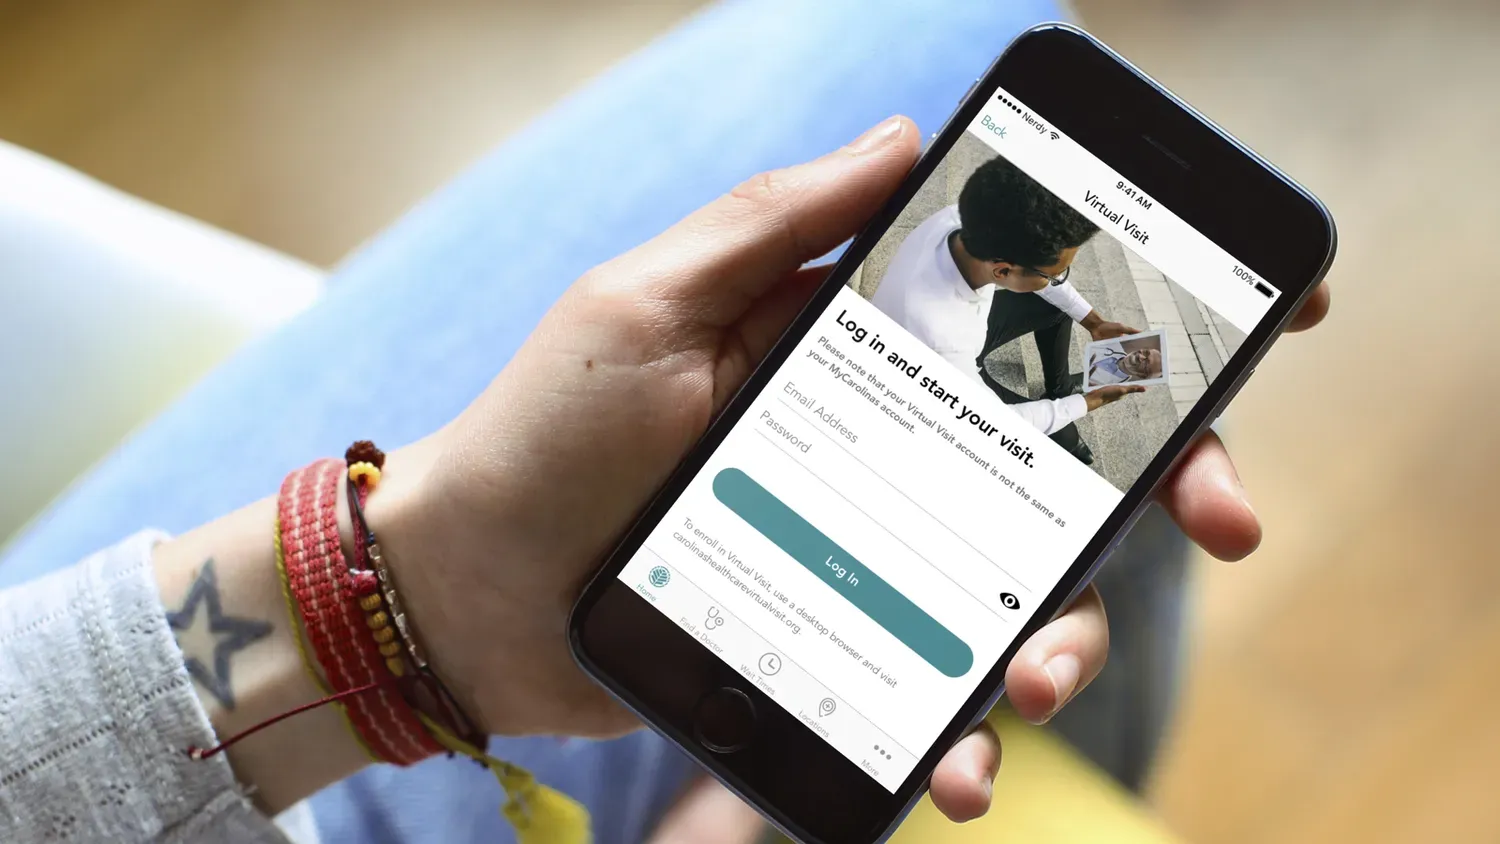 Nerdy
9:41 AM
100%
Back
Virtual Visit
Log in and start your visit.
Please note that your Virtual Visit account is not the same as
your MyCarolinas account.
Email Address
Password
Log In
To enroll in Virtual Visit, use a desktop browser and visit
carolinashealthcarevirtualvisit.org.
Home
Find a Doctor
Wait Times
Locations
More